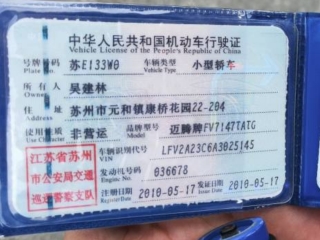 中华人民共和国机动车行驶证
Vehicle License of the People's Republic of China
号牌号码 苏E133W0 车辆类型 小型轿车
Plate No. Vehicle Type
所有人 吴建林
Owner
住址 苏州市元和镇康桥花园22-204
Address
使用性质 非营运 品牌型号 迈腾牌FV7147TATG
Use Character Model
车辆识别代号 LFV2A23C6A3025145
VIN
发动机号码 036678
Engine No.
注册日期 2010-05-17 发证日期 2010-05-17
Register Date Issue Date
江苏省苏州
市公安局交通
巡逻警察支队